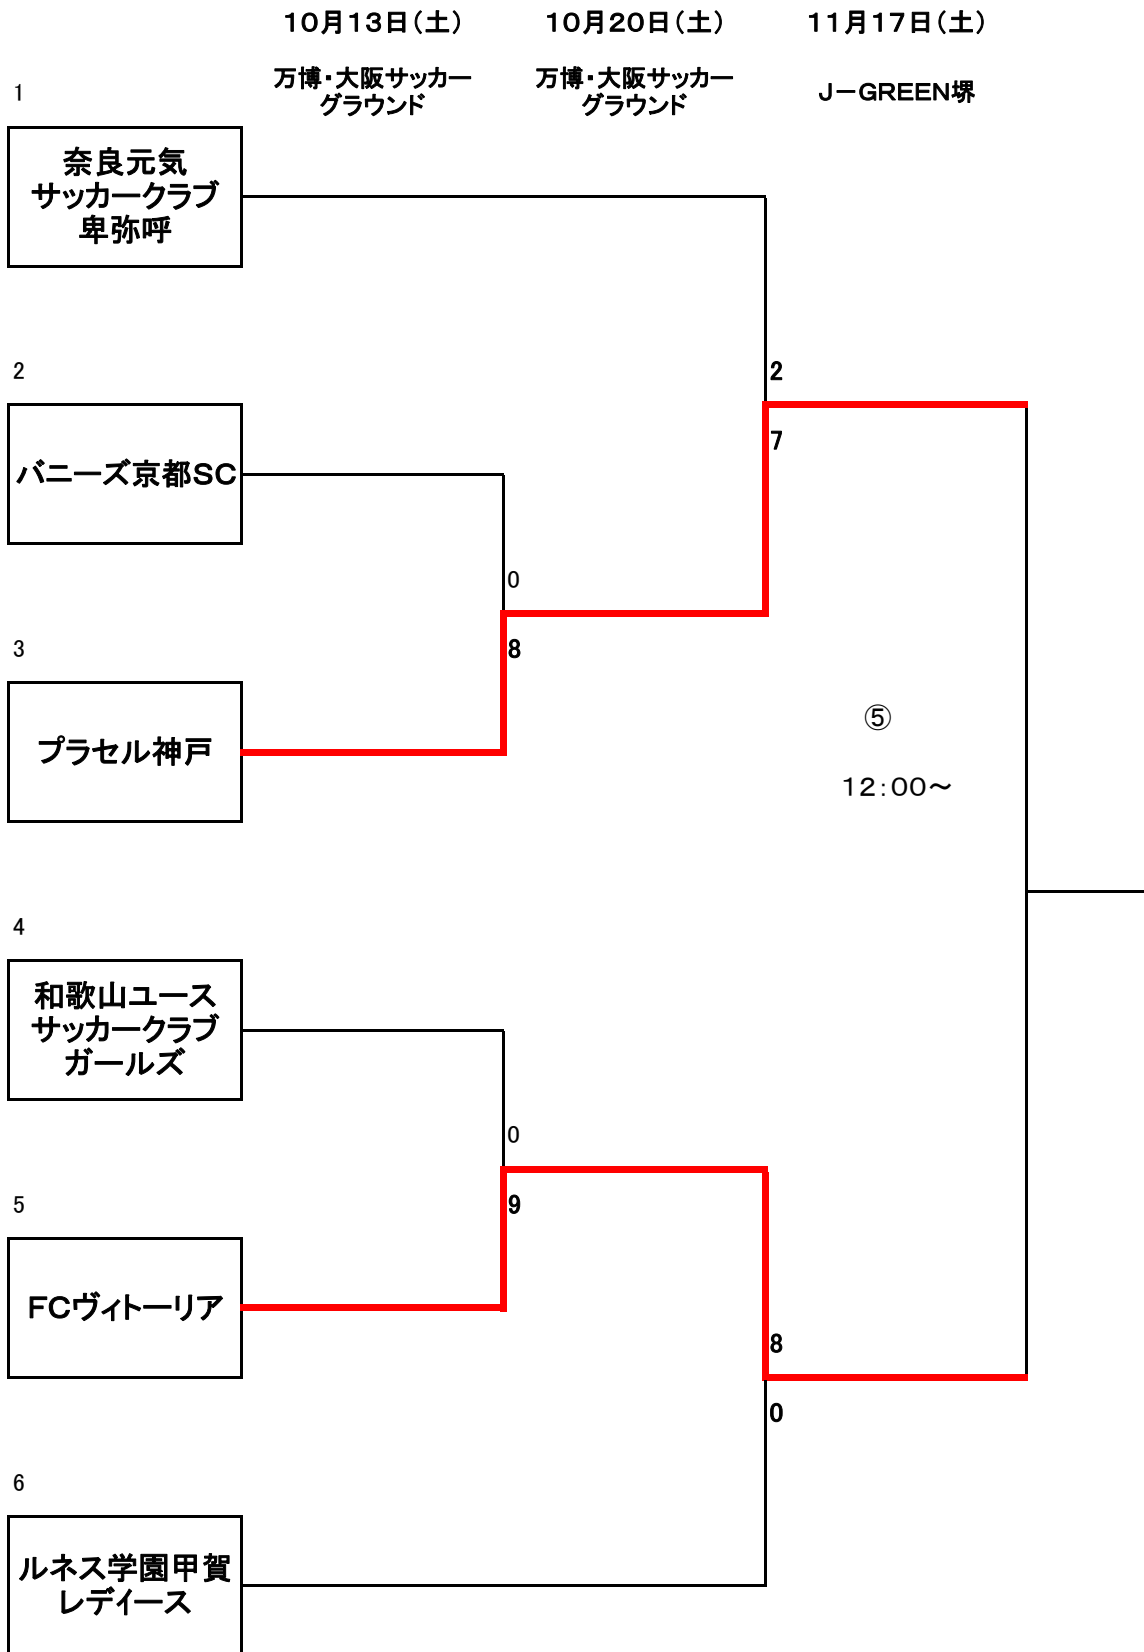 10月13日(土)
10月20日(土)
11月17日(土)
万博・大阪サッカー
グラウンド
万博・大阪サッカー
グラウンド
J－GREEN堺
1
奈良元気
サッカークラブ
卑弥呼
2
2
バニーズ京都SC
7
0
3
8
プラセル神戸
⑤
12:00～
4
和歌山ユース
サッカークラブ
ガールズ
0
5
9
FCヴィトーリア
8
0
6
ルネス学園甲賀
レディース